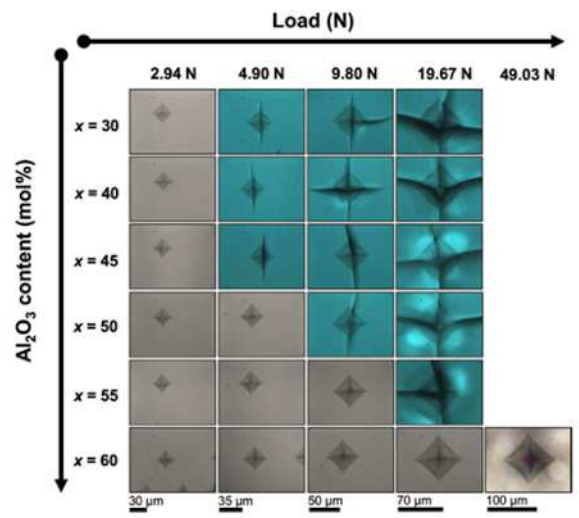 Load (N)
2.94 N 4.90 N 9.80 N 19.67 N 49.03 N
Al₂O₃ content (mol%)
x = 30
x = 40
x = 45
x = 50
x = 55
x = 60
30 µm 35 µm 50 µm 70 µm 100 µm